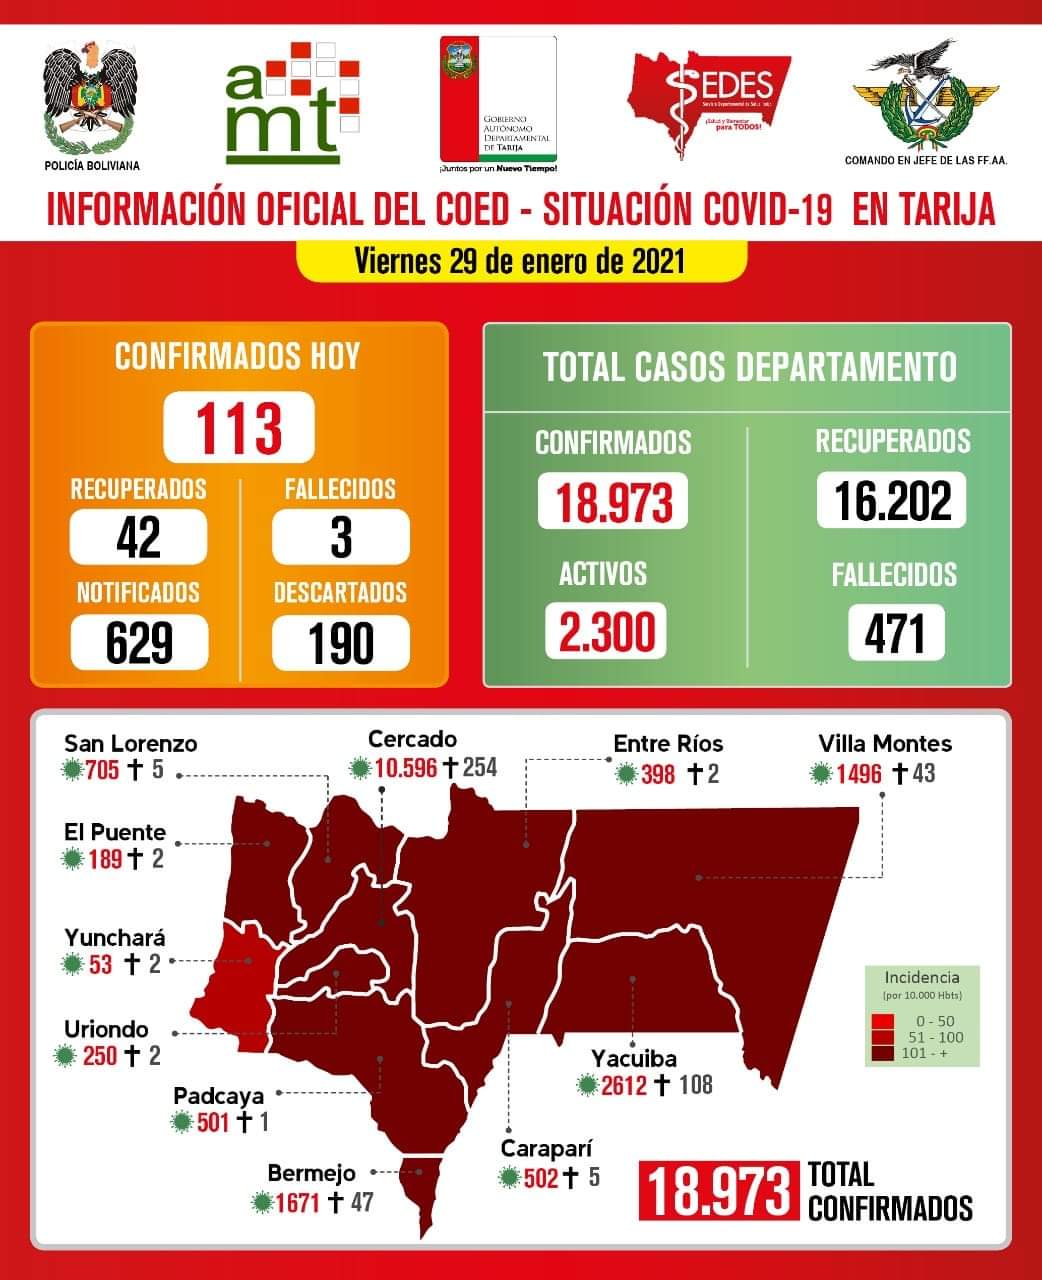 POLICÍA BOLIVIANA
amt
GOBIERNO
AUTÓNOMO
DEPARTAMENTAL
DE TARIJA
¡Juntos por un Nuevo Tiempo!
SEDES
Servicio Departamental de Salud
¡Salud y Bienestar
para TODOS!
COMANDO EN JEFE DE LAS FF.AA.
INFORMACIÓN OFICIAL DEL COED - SITUACIÓN COVID-19 EN TARIJA
Viernes 29 de enero de 2021
CONFIRMADOS HOY
113
RECUPERADOS
42
FALLECIDOS
3
NOTIFICADOS
629
DESCARTADOS
190
TOTAL CASOS DEPARTAMENTO
CONFIRMADOS
18.973
RECUPERADOS
16.202
ACTIVOS
2.300
FALLECIDOS
471
San Lorenzo
705 ✝ 5
Cercado
10.596 ✝ 254
Entre Ríos
398 ✝ 2
Villa Montes
1496 ✝ 43
El Puente
189 ✝ 2
Yunchará
53 ✝ 2
Uriondo
250 ✝ 2
Padcaya
501 ✝ 1
Bermejo
1671 ✝ 47
Caraparí
502 ✝ 5
Yacuiba
2612 ✝ 108
Incidencia
(por 10.000 Hbts)
0 - 50
51 - 100
101 - +
18.973
TOTAL
CONFIRMADOS